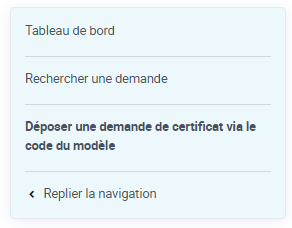 Tableau de bord
Rechercher une demande
Déposer une demande de certificat via le
code du modèle
Replier la navigation